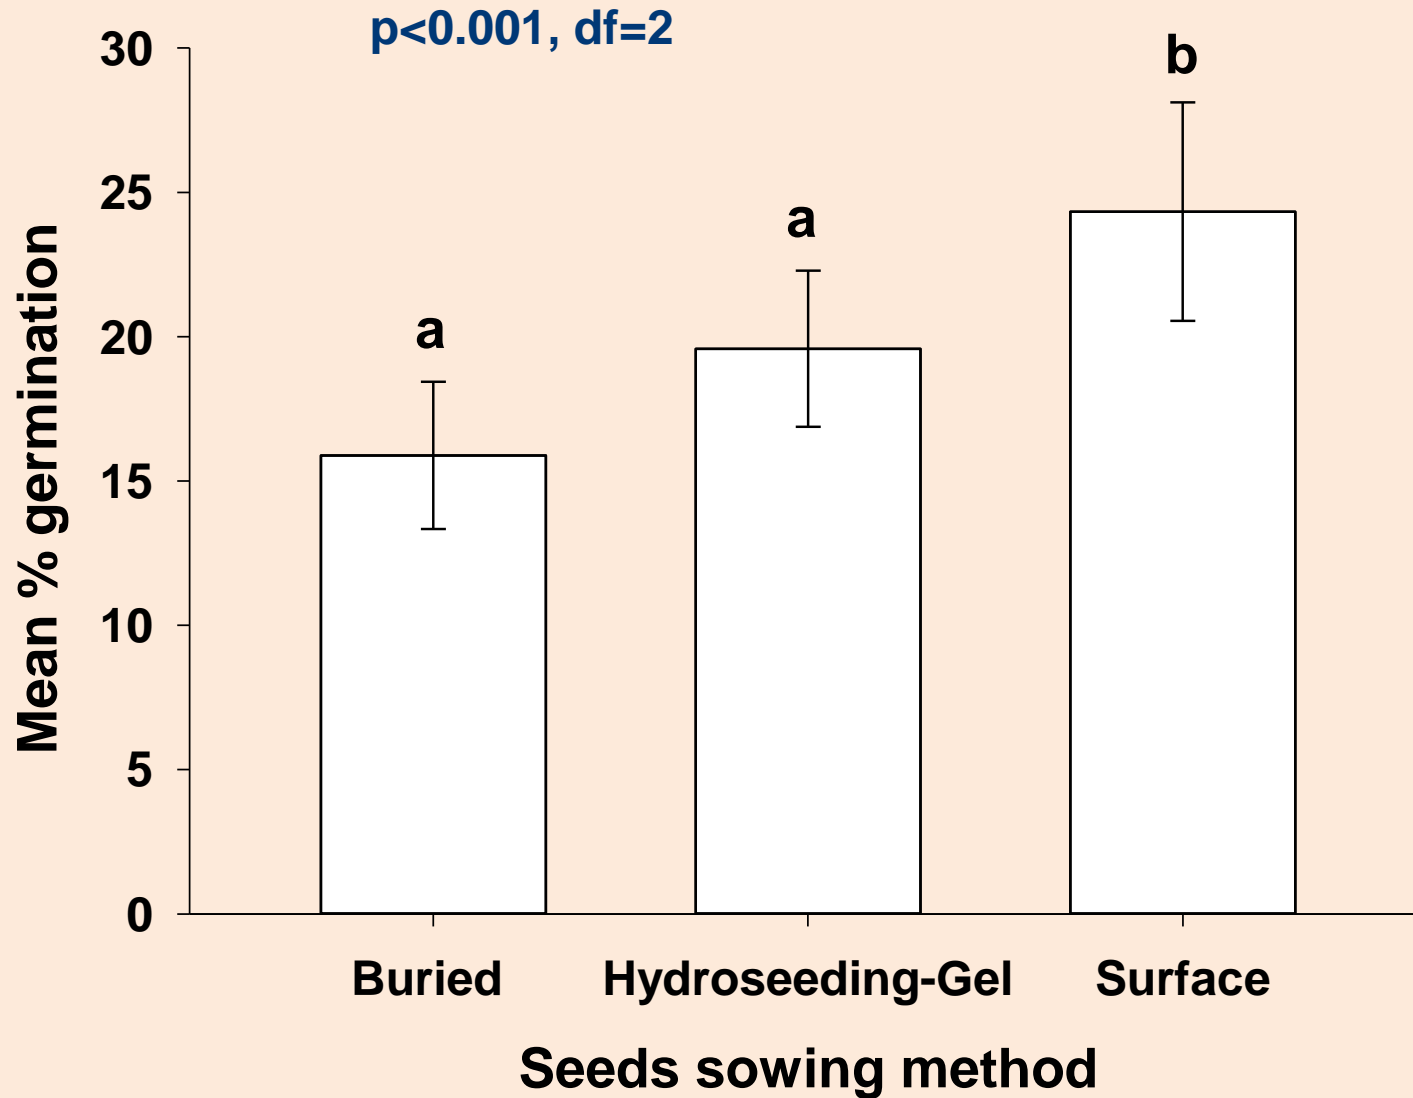 p<0.001, df=2
30
25
20
15
10
5
0
Mean % germination
a
a
b
Buried
Hydroseeding-Gel
Surface
Seeds sowing method